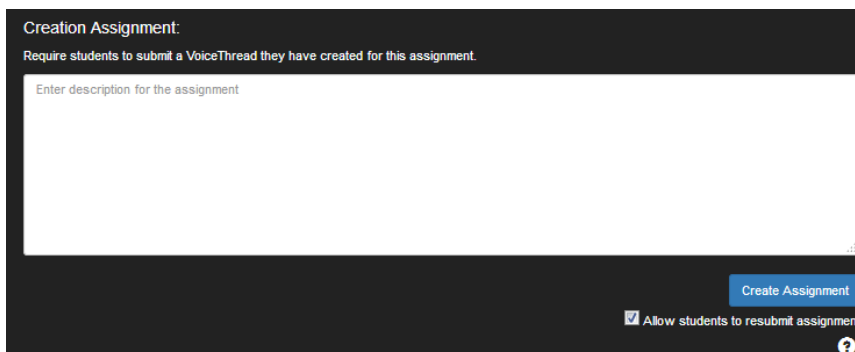 Creation Assignment:
Require students to submit a VoiceThread they have created for this assignment.
Enter description for the assignment
Create Assignment
Allow students to resubmit assignmen
?